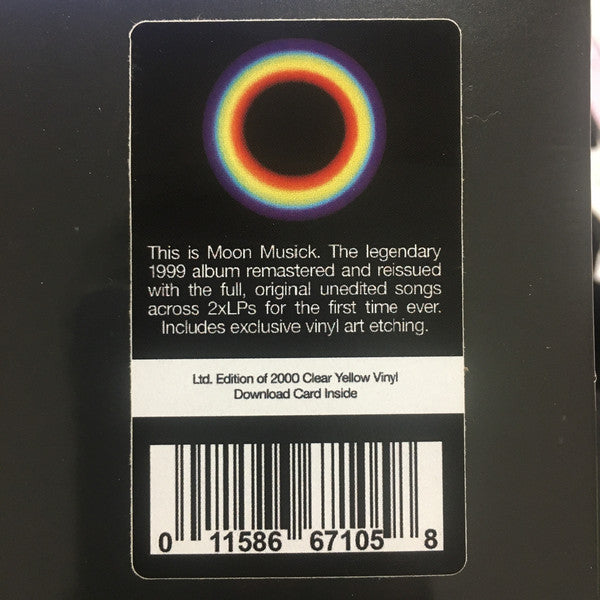 This is Moon Musick. The legendary
1999 album remastered and reissued
with the full, original unedited songs
across 2xLPs for the first time ever.
Includes exclusive vinyl art etching.
Ltd. Edition of 2000 Clear Yellow Vinyl
Download Card Inside
0 11586 67105 8